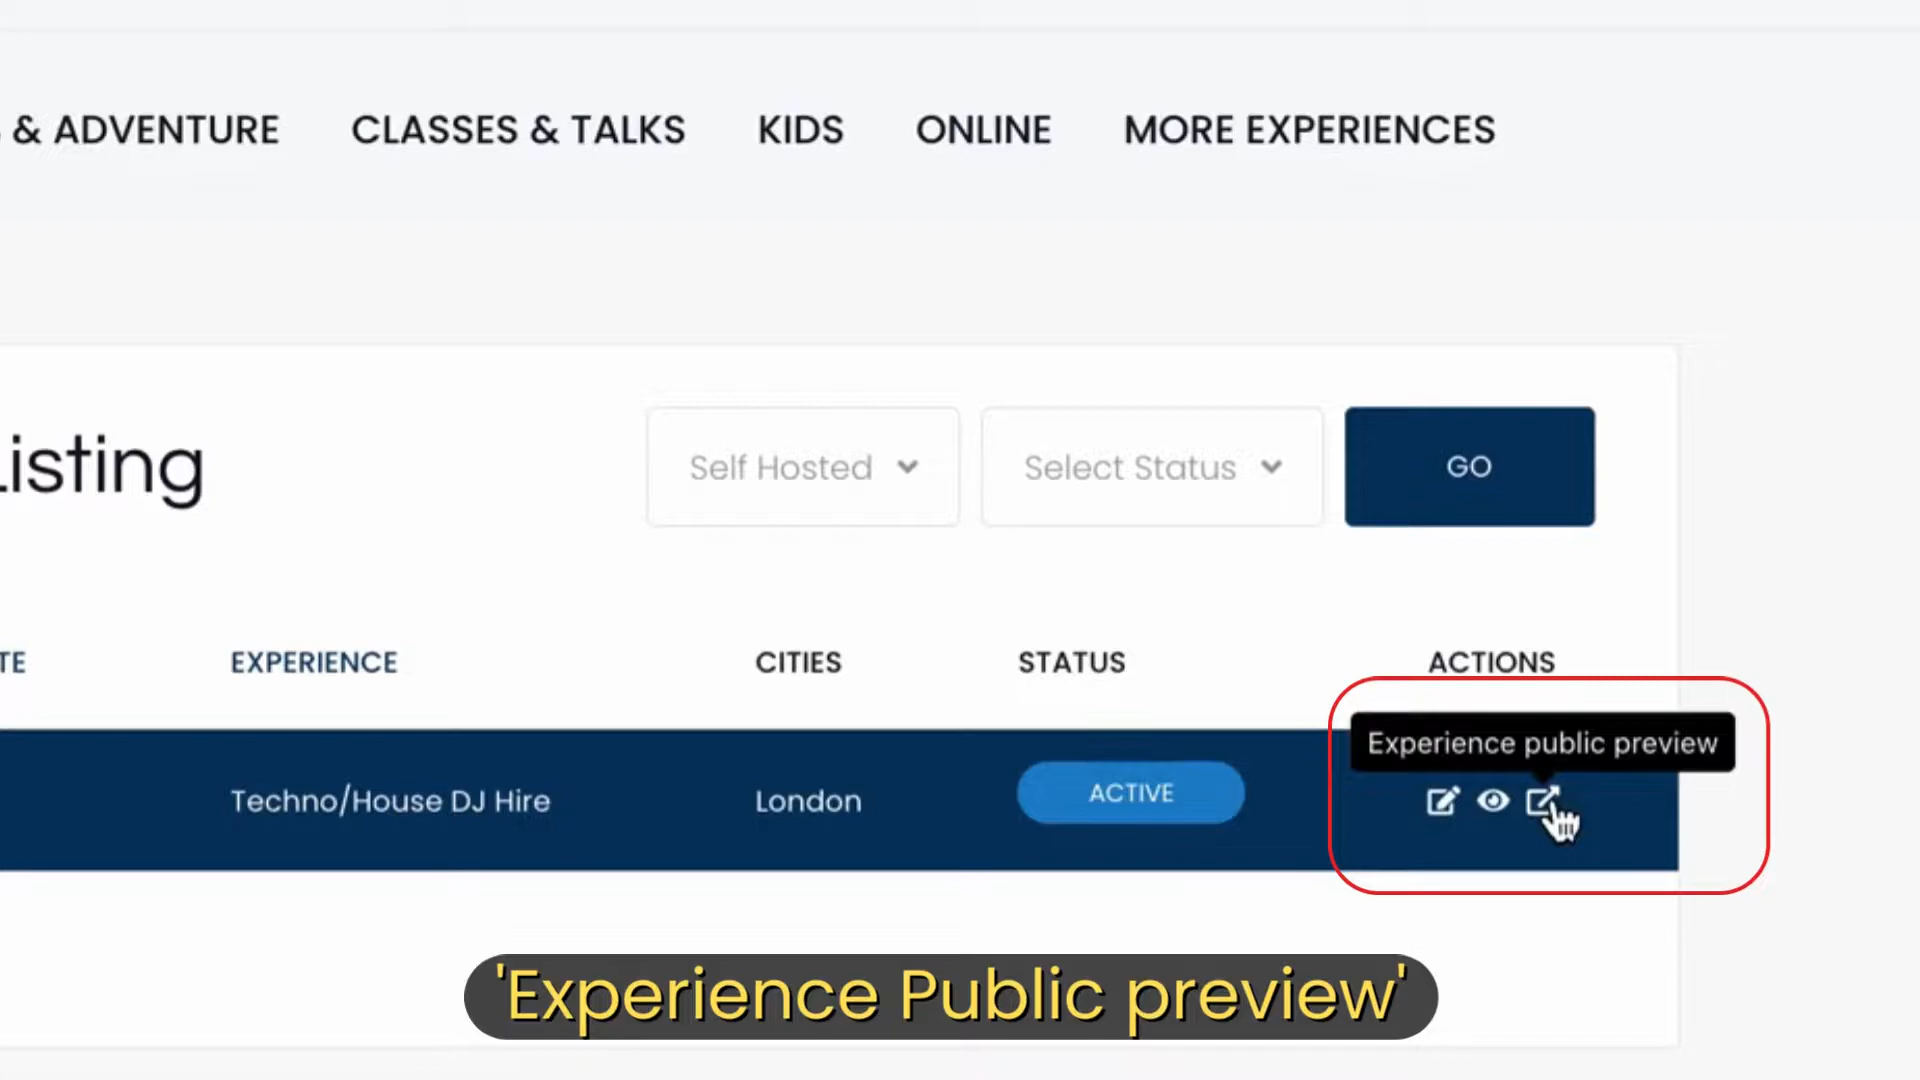 & ADVENTURE CLASSES & TALKS KIDS ONLINE MORE EXPERIENCES
Listing Self Hosted Select Status GO
TE EXPERIENCE CITIES STATUS ACTIONS
Experience public preview
Techno/House DJ Hire London ACTIVE
'Experience Public preview'